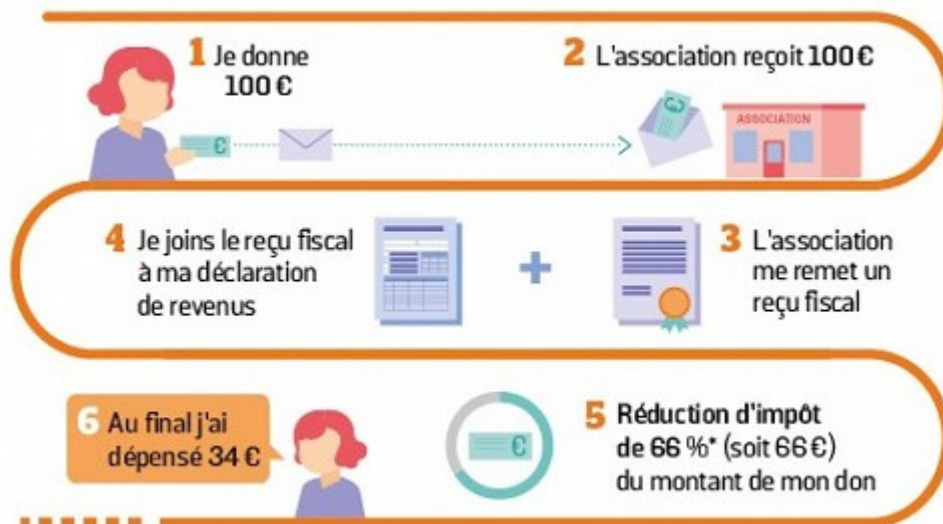 1 Je donne
100 €
2 L'association reçoit 100 €
ASSOCIATION
3 L'association
me remet un
reçu fiscal
4 Je joins le reçu fiscal
à ma déclaration
de revenus
5 Réduction d'impôt
de 66 %* (soit 66 €)
du montant de mon don
6 Au final j'ai
dépensé 34 €